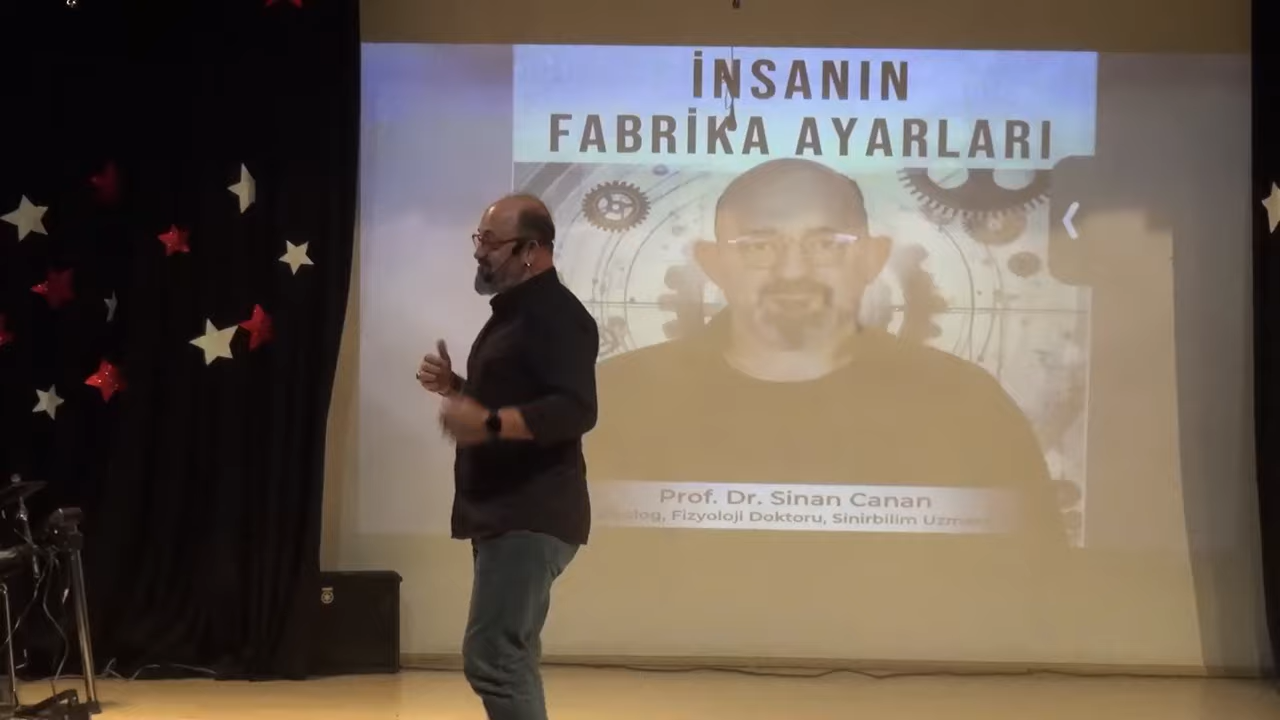 İNSANIN
FABRİKA AYARLARI
Prof. Dr. Sinan Canan
Fizyoloji Doktoru, Sinirbilim